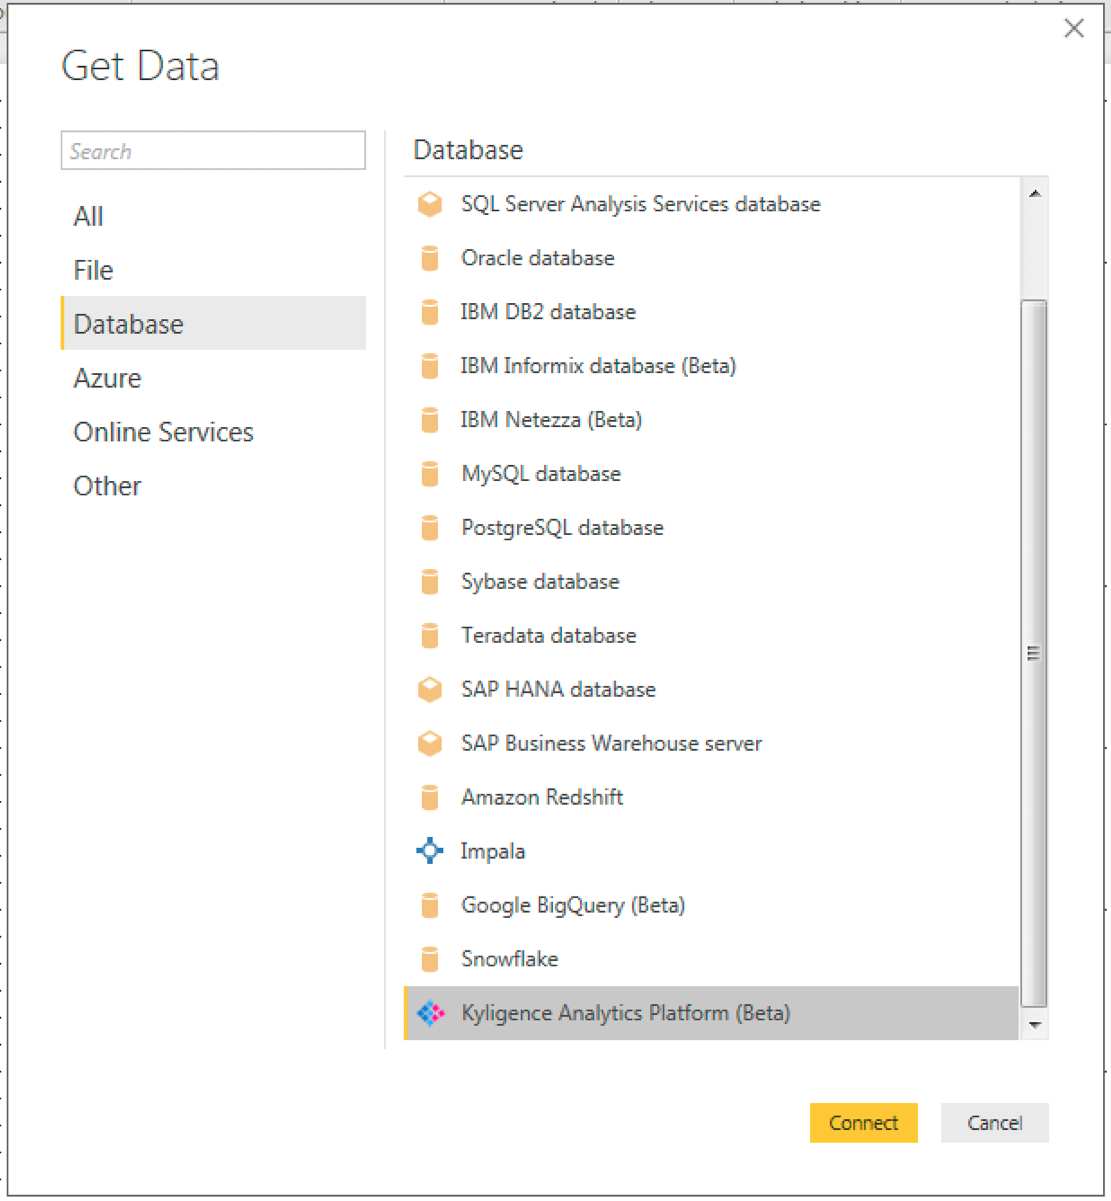 Get Data
Search
All
File
Database
Azure
Online Services
Other
Database
SQL Server Analysis Services database
Oracle database
IBM DB2 database
IBM Informix database (Beta)
IBM Netezza (Beta)
MySQL database
PostgreSQL database
Sybase database
Teradata database
SAP HANA database
SAP Business Warehouse server
Amazon Redshift
Impala
Google BigQuery (Beta)
Snowflake
Kyligence Analytics Platform (Beta)
Connect
Cancel